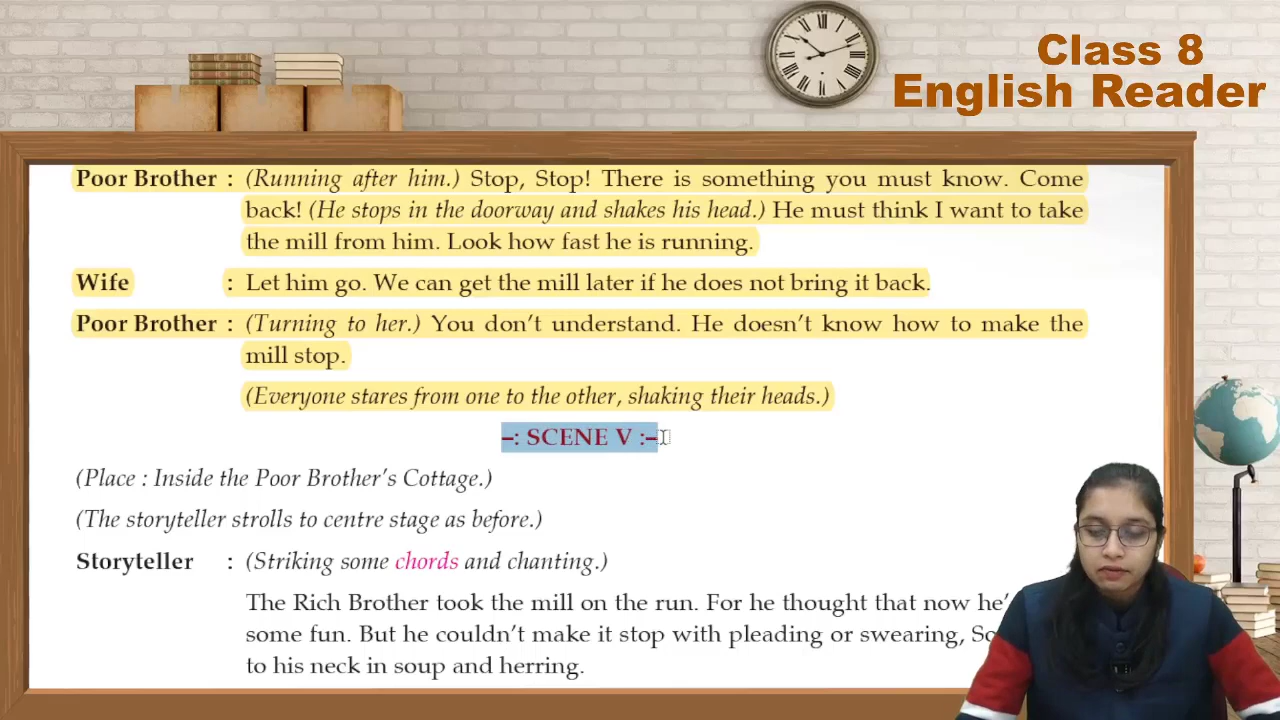 Class 8
English Reader
Poor Brother : (Running after him.) Stop, Stop! There is something you must know. Come
back! (He stops in the doorway and shakes his head.) He must think I want to take
the mill from him. Look how fast he is running.
Wife : Let him go. We can get the mill later if he does not bring it back.
Poor Brother : (Turning to her.) You don't understand. He doesn't know how to make the
mill stop.
(Everyone stares from one to the other, shaking their heads.)
–: SCENE V :–
(Place : Inside the Poor Brother's Cottage.)
(The storyteller strolls to centre stage as before.)
Storyteller : (Striking some chords and chanting.)
The Rich Brother took the mill on the run. For he thought that now he'
some fun. But he couldn't make it stop with pleading or swearing, So
to his neck in soup and herring.